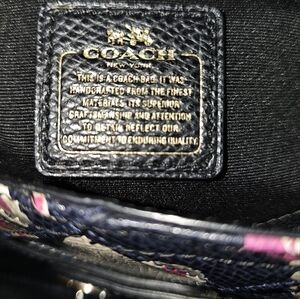 COACH
NEW YORK
THIS IS A COACH BAG. IT WAS
HANDCRAFTED FROM THE FINEST
MATERIALS. ITS SUPERIOR
CRAFTSMANSHIP AND ATTENTION
TO DETAIL REFLECT OUR
COMMITMENT TO ENDURING QUALITY.